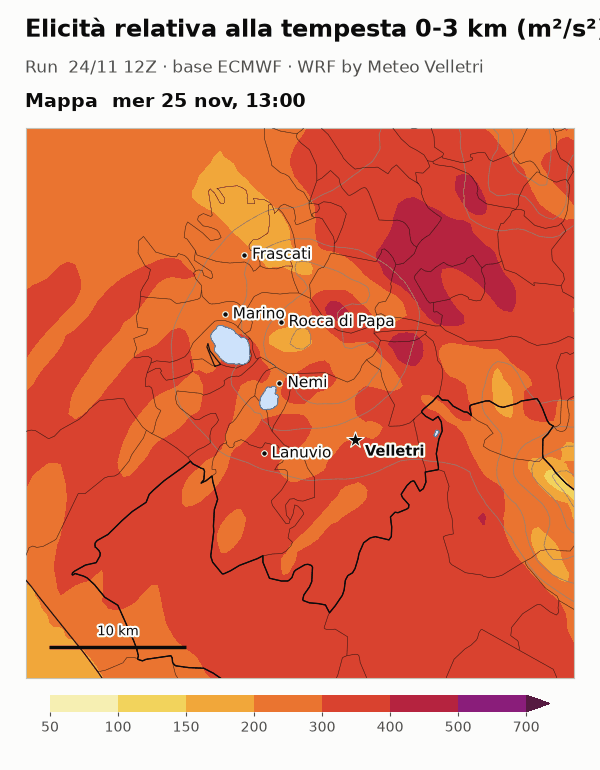 Elicità relativa alla tempesta 0-3 km (m²/s²)
Run 24/11 12Z · base ECMWF · WRF by Meteo Velletri
Mappa mer 25 nov, 13:00
Frascati
Marino
Rocca di Papa
Nemi
Velletri
Lanuvio
10 km
50 100 150 200 300 400 500 700